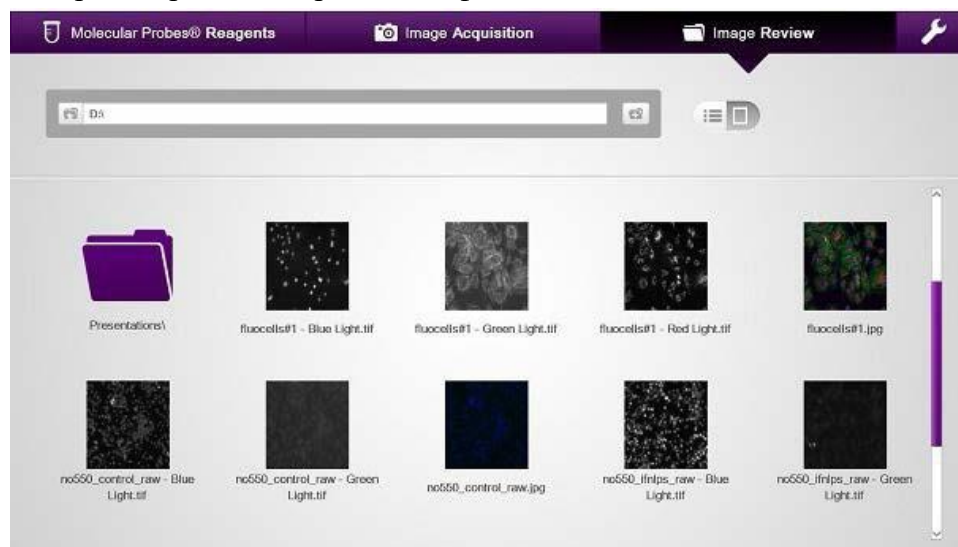 Molecular Probes® Reagents
Image Acquisition
Image Review
D:\
Presentations\
fluocells#1 - Blue Light.tif
fluocells#1 - Green Light.tif
fluocells#1 - Red Light.tif
fluocells#1.jpg
no550_control_raw - Blue
Light.tif
no550_control_raw - Green
Light.tif
no550_control_raw.jpg
no550_ifnlps_raw - Blue
Light.tif
no550_ifnlps_raw - Green
Light.tif